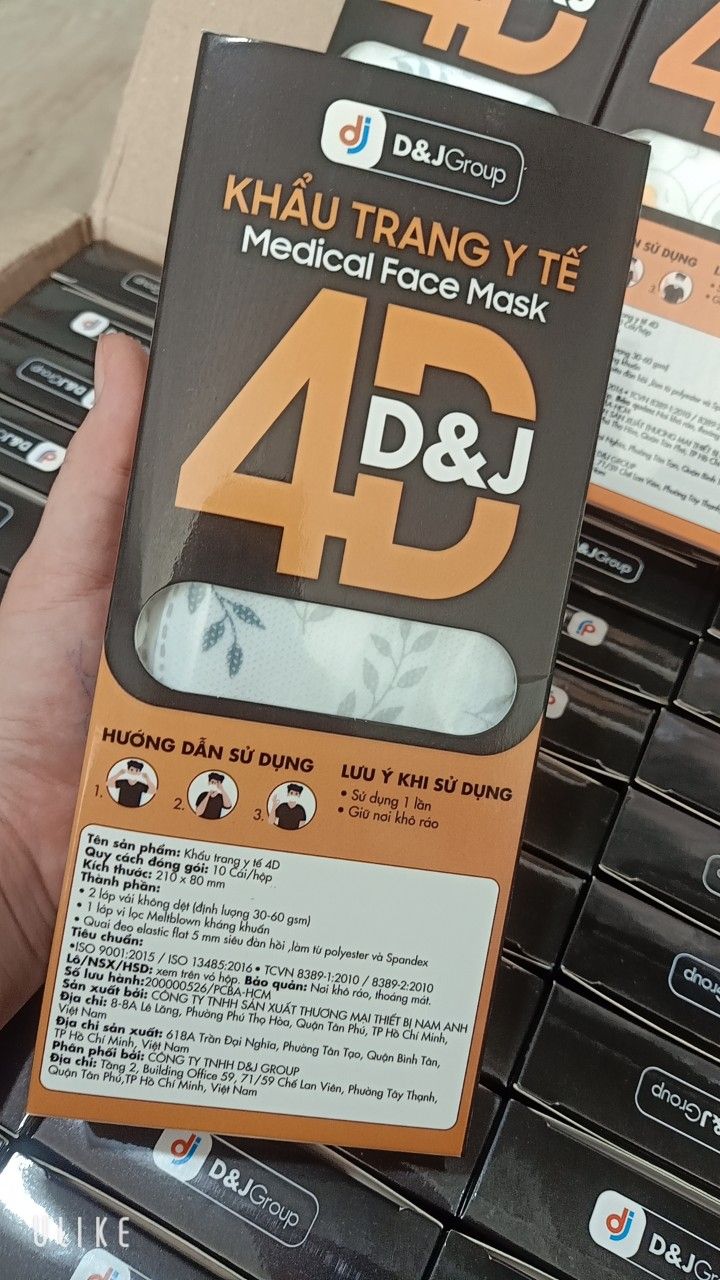 dj D&JGroup
KHẨU TRANG Y TẾ
Medical Face Mask
4D
D&J
HƯỚNG DẪN SỬ DỤNG
1. 2. 3.
LƯU Ý KHI SỬ DỤNG
• Sử dụng 1 lần
• Giữ nơi khô ráo
Tên sản phẩm: Khẩu trang y tế 4D
Quy cách đóng gói: 10 Cái/hộp
Kích thước: 210 x 80 mm
Thành phần:
• 2 lớp vải không dệt (định lượng 30-60 gsm)
• 1 lớp vi lọc Meltblown kháng khuẩn
• Quai đeo elastic flat 5 mm siêu đàn hồi ,làm từ polyester và Spandex
Tiêu chuẩn:
•ISO 9001:2015 / ISO 13485:2016 • TCVN 8389-1:2010 / 8389-2:2010
Lô/NSX/HSD: xem trên vỏ hộp. Bảo quản: Nơi khô ráo, thoáng mát.
Số lưu hành:200000526/PCBA-HCM
Sản xuất bởi: CÔNG TY TNHH SẢN XUẤT THƯƠNG MẠI THIẾT BỊ NAM ANH
Địa chỉ: 8-8A Lê Lăng, Phường Phú Thọ Hòa, Quận Tân Phú, TP Hồ Chí Minh,
Việt Nam
Địa chỉ sản xuất: 618A Trần Đại Nghĩa, Phường Tân Tạo, Quận Bình Tân,
TP Hồ Chí Minh, Việt Nam
Phân phối bởi: CÔNG TY TNHH D&J GROUP
Địa chỉ: Tầng 2, Building Office 59, 71/59 Chế Lan Viên, Phường Tây Thạnh,
Quận Tân Phú,TP Hồ Chí Minh, Việt Nam
D&JGroup
D&JGroup
D&JGroup
ULIKE